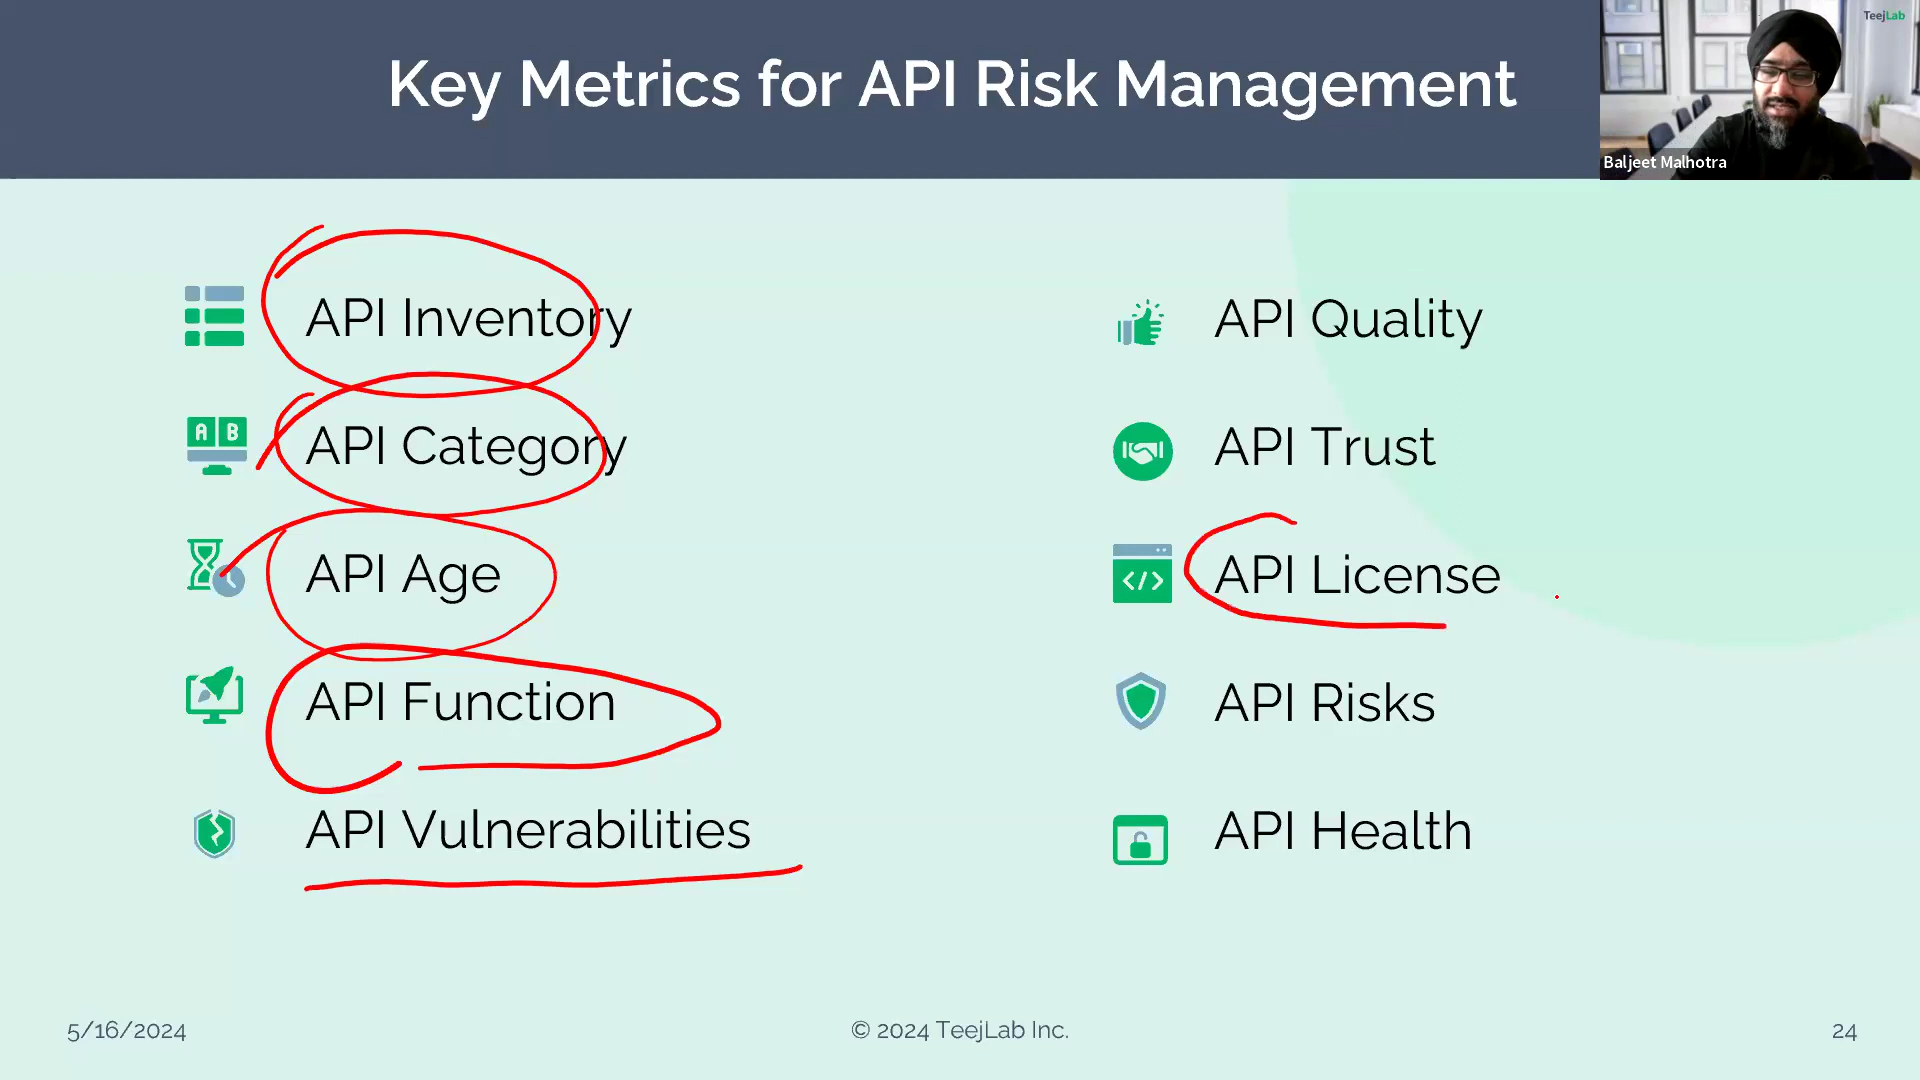 Key Metrics for API Risk Management
TeejLab
Baljeet Malhotra
API Inventory
API Category
API Age
API Function
API Vulnerabilities
API Quality
API Trust
API License
API Risks
API Health
A B
</>
5/16/2024
© 2024 TeejLab Inc.
24